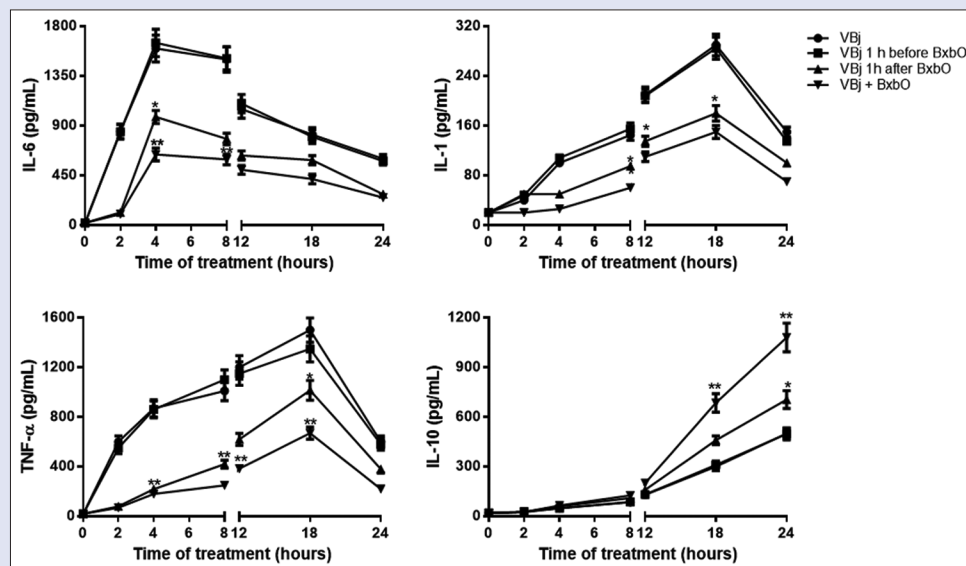 1800
1350
900
450
0
IL-6 (pg/mL)
*
**
**
0 2 4 6 8 12 18 24
Time of treatment (hours)
320
240
160
80
0
IL-1 (pg/mL)
*
*
*
*
0 2 4 6 8 12 18 24
Time of treatment (hours)
VBj
VBj 1 h before BxbO
VBj 1h after BxbO
VBj + BxbO
1600
1200
800
400
0
TNF-α (pg/mL)
**
**
**
*
**
0 2 4 6 8 12 18 24
Time of treatment (hours)
1200
900
600
300
0
IL-10 (pg/mL)
**
**
*
0 2 4 6 8 12 18 24
Time of treatment (hours)